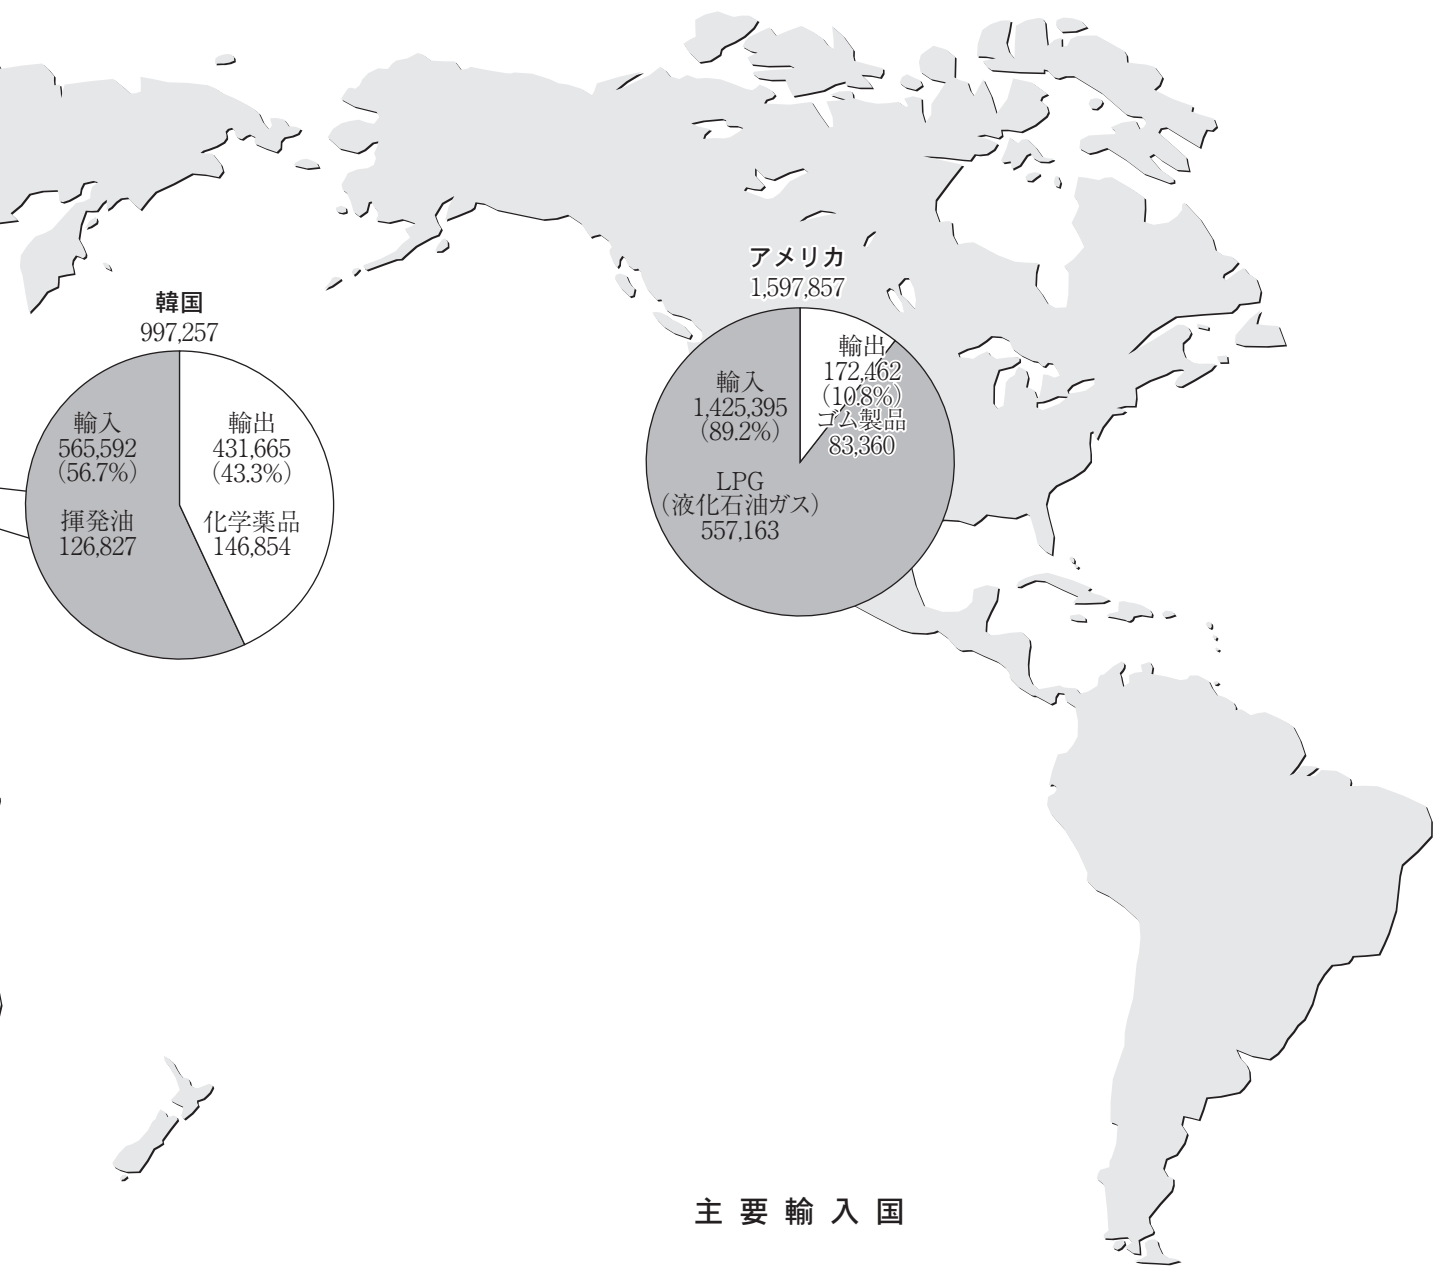 アメリカ
1,597,857
輸出
172,462
(10.8%)
ゴム製品
83,360
輸入
1,425,395
(89.2%)
LPG
(液化石油ガス)
557,163
韓国
997,257
輸入
565,592
(56.7%)
揮発油
126,827
輸出
431,665
(43.3%)
化学薬品
146,854
主要輸入国